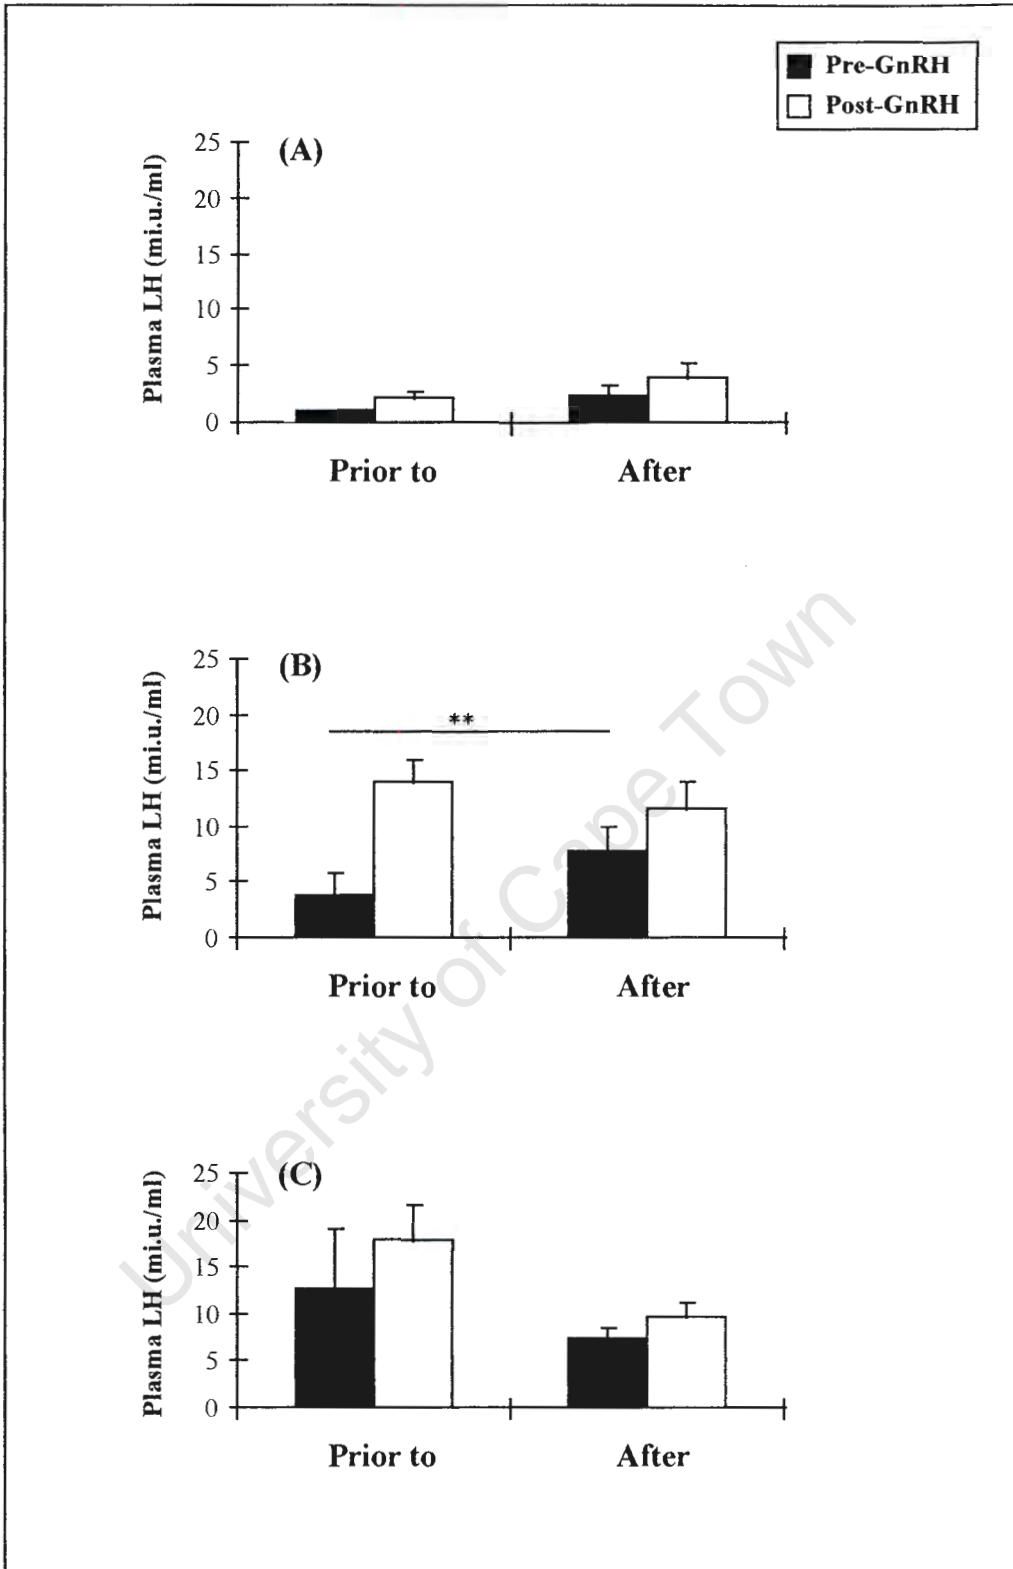 Pre-GnRH
Post-GnRH
(A)
Plasma LH (mi.u./ml)
25
20
15
10
5
0
Prior to
After
(B)
Plasma LH (mi.u./ml)
25
20
15
10
5
0
**
Prior to
After
(C)
Plasma LH (mi.u./ml)
25
20
15
10
5
0
Prior to
After
University of Cape Town